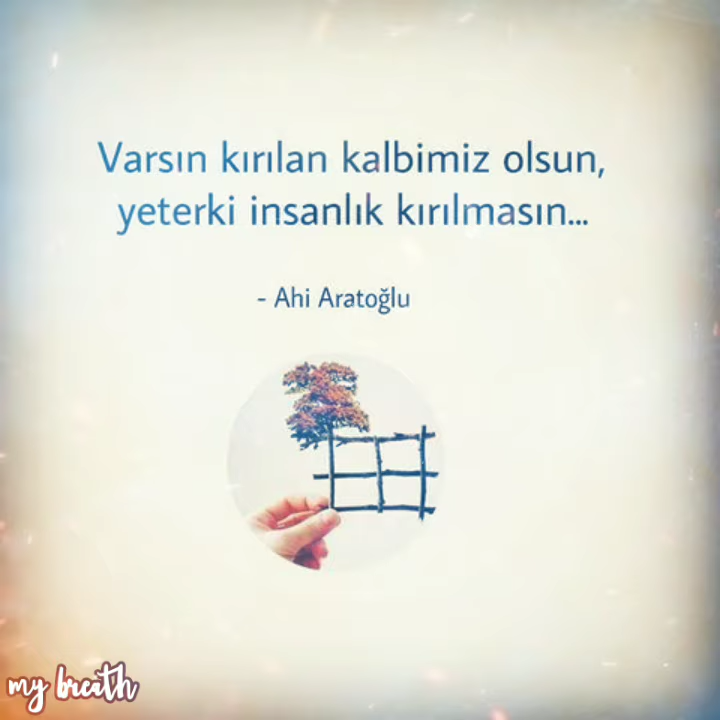 Varsın kırılan kalbimiz olsun,
yeterki insanlık kırılmasın...
- Ahi Aratoğlu
my breath